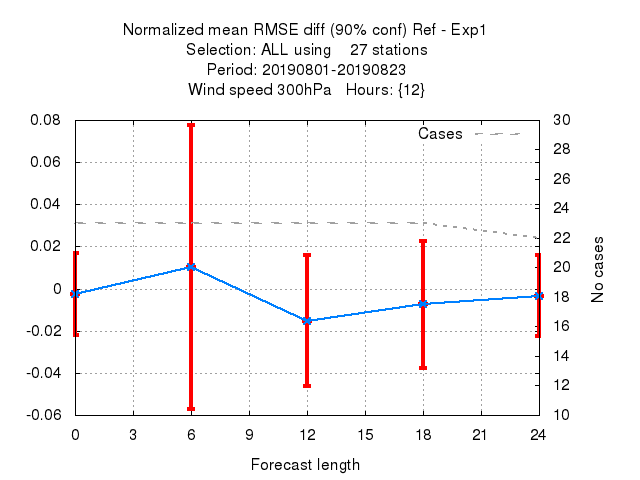 Normalized mean RMSE diff (90% conf) Ref - Exp1
Selection: ALL using    27 stations
Period: 20190801-20190823
Wind speed 300hPa   Hours: {12}
Cases
0.08
0.06
0.04
0.02
0
-0.02
-0.04
-0.06
30
28
26
24
22
20
18
16
14
12
10
No cases
0 3 6 9 12 15 18 21 24
Forecast length